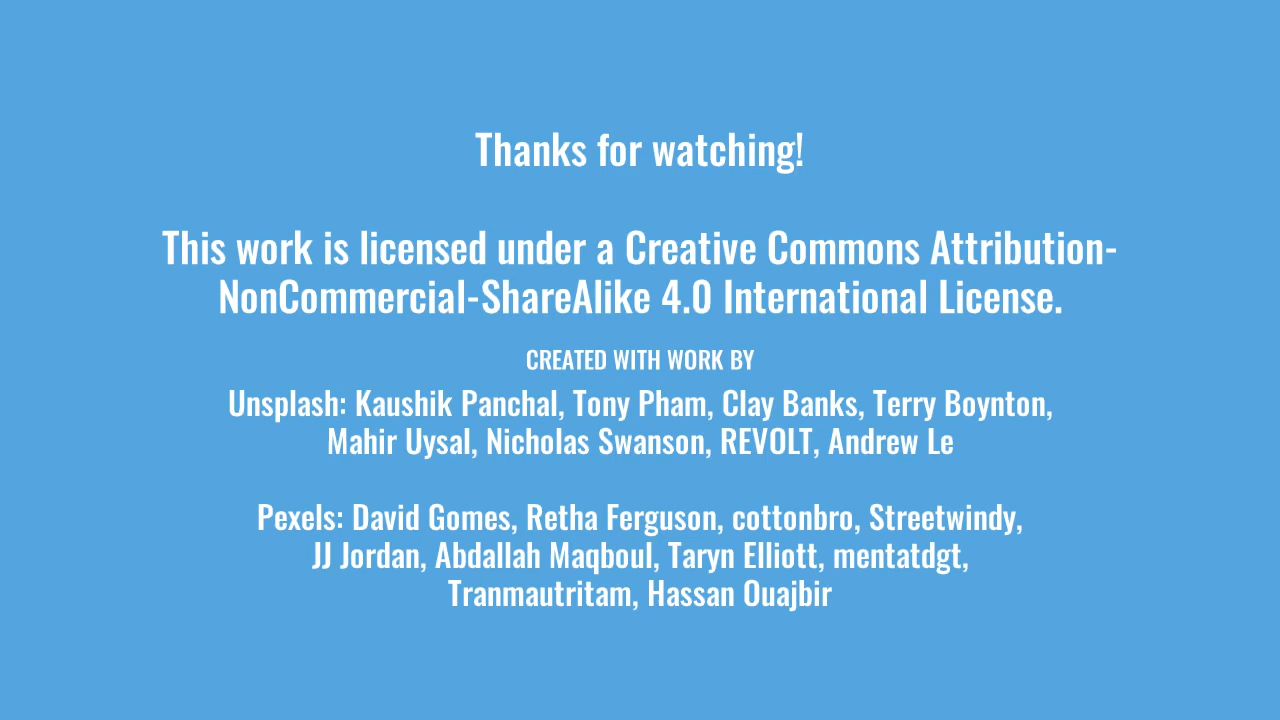 Thanks for watching!
This work is licensed under a Creative Commons Attribution-
NonCommercial-ShareAlike 4.0 International License.
CREATED WITH WORK BY
Unsplash: Kaushik Panchal, Tony Pham, Clay Banks, Terry Boynton,
Mahir Uysal, Nicholas Swanson, REVOLT, Andrew Le
Pexels: David Gomes, Retha Ferguson, cottonbro, Streetwindy,
JJ Jordan, Abdallah Maqboul, Taryn Elliott, mentatdgt,
Tranmautritam, Hassan Ouajbir